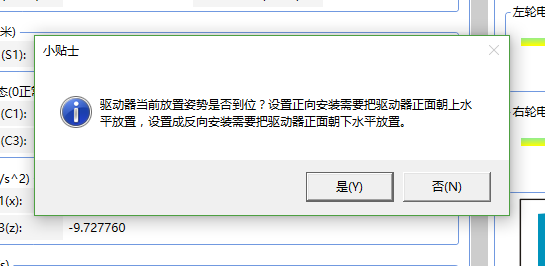 米)
左轮电
小贴士
(S1):
态(0正常
驱动器当前放置姿势是否到位？设置正向安装需要把驱动器正面朝上水
平放置，设置成反向安装需要把驱动器正面朝下水平放置。
(C1):
右轮电
(C3):
/s^2)
是(Y)
否(N)
1(x):
3(z):
-9.727760
s)